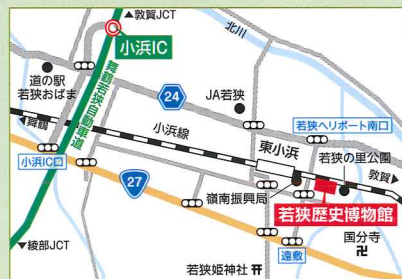 ▲敦賀JCT
小浜IC
北川
道の駅
若狭おばま
舞鶴若狭自動車道
24
JA若狭
◀舞鶴
小浜線
東小浜
若狭ヘリポート南口
若狭の里公園
敦賀▶
小浜IC口
27
嶺南振興局
若狭歴史博物館
国分寺
卍
遠敷
▼綾部JCT
若狭姫神社